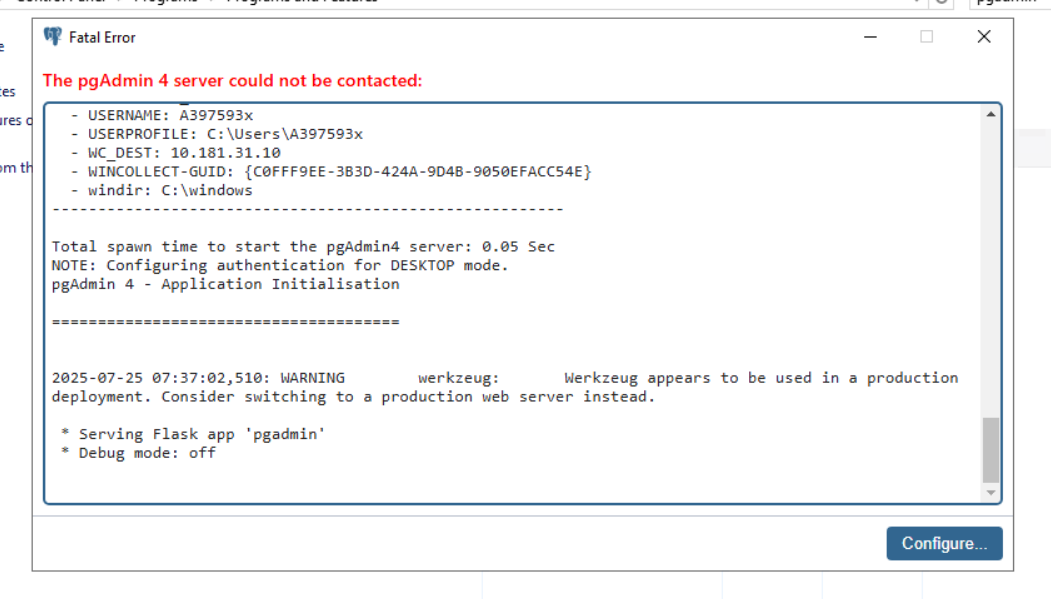 Fatal Error
The pgAdmin 4 server could not be contacted:
- USERNAME: A397593x
- USERPROFILE: C:\Users\A397593x
- WC_DEST: 10.181.31.10
- WINCOLLECT-GUID: {C0FFF9EE-3B3D-424A-9D4B-9050EFACC54E}
- windir: C:\windows
--------------------------------------------------------
Total spawn time to start the pgAdmin4 server: 0.05 Sec
NOTE: Configuring authentication for DESKTOP mode.
pgAdmin 4 - Application Initialisation
======================================
2025-07-25 07:37:02,510: WARNING werkzeug: Werkzeug appears to be used in a production
deployment. Consider switching to a production web server instead.
* Serving Flask app 'pgadmin'
* Debug mode: off
Configure...